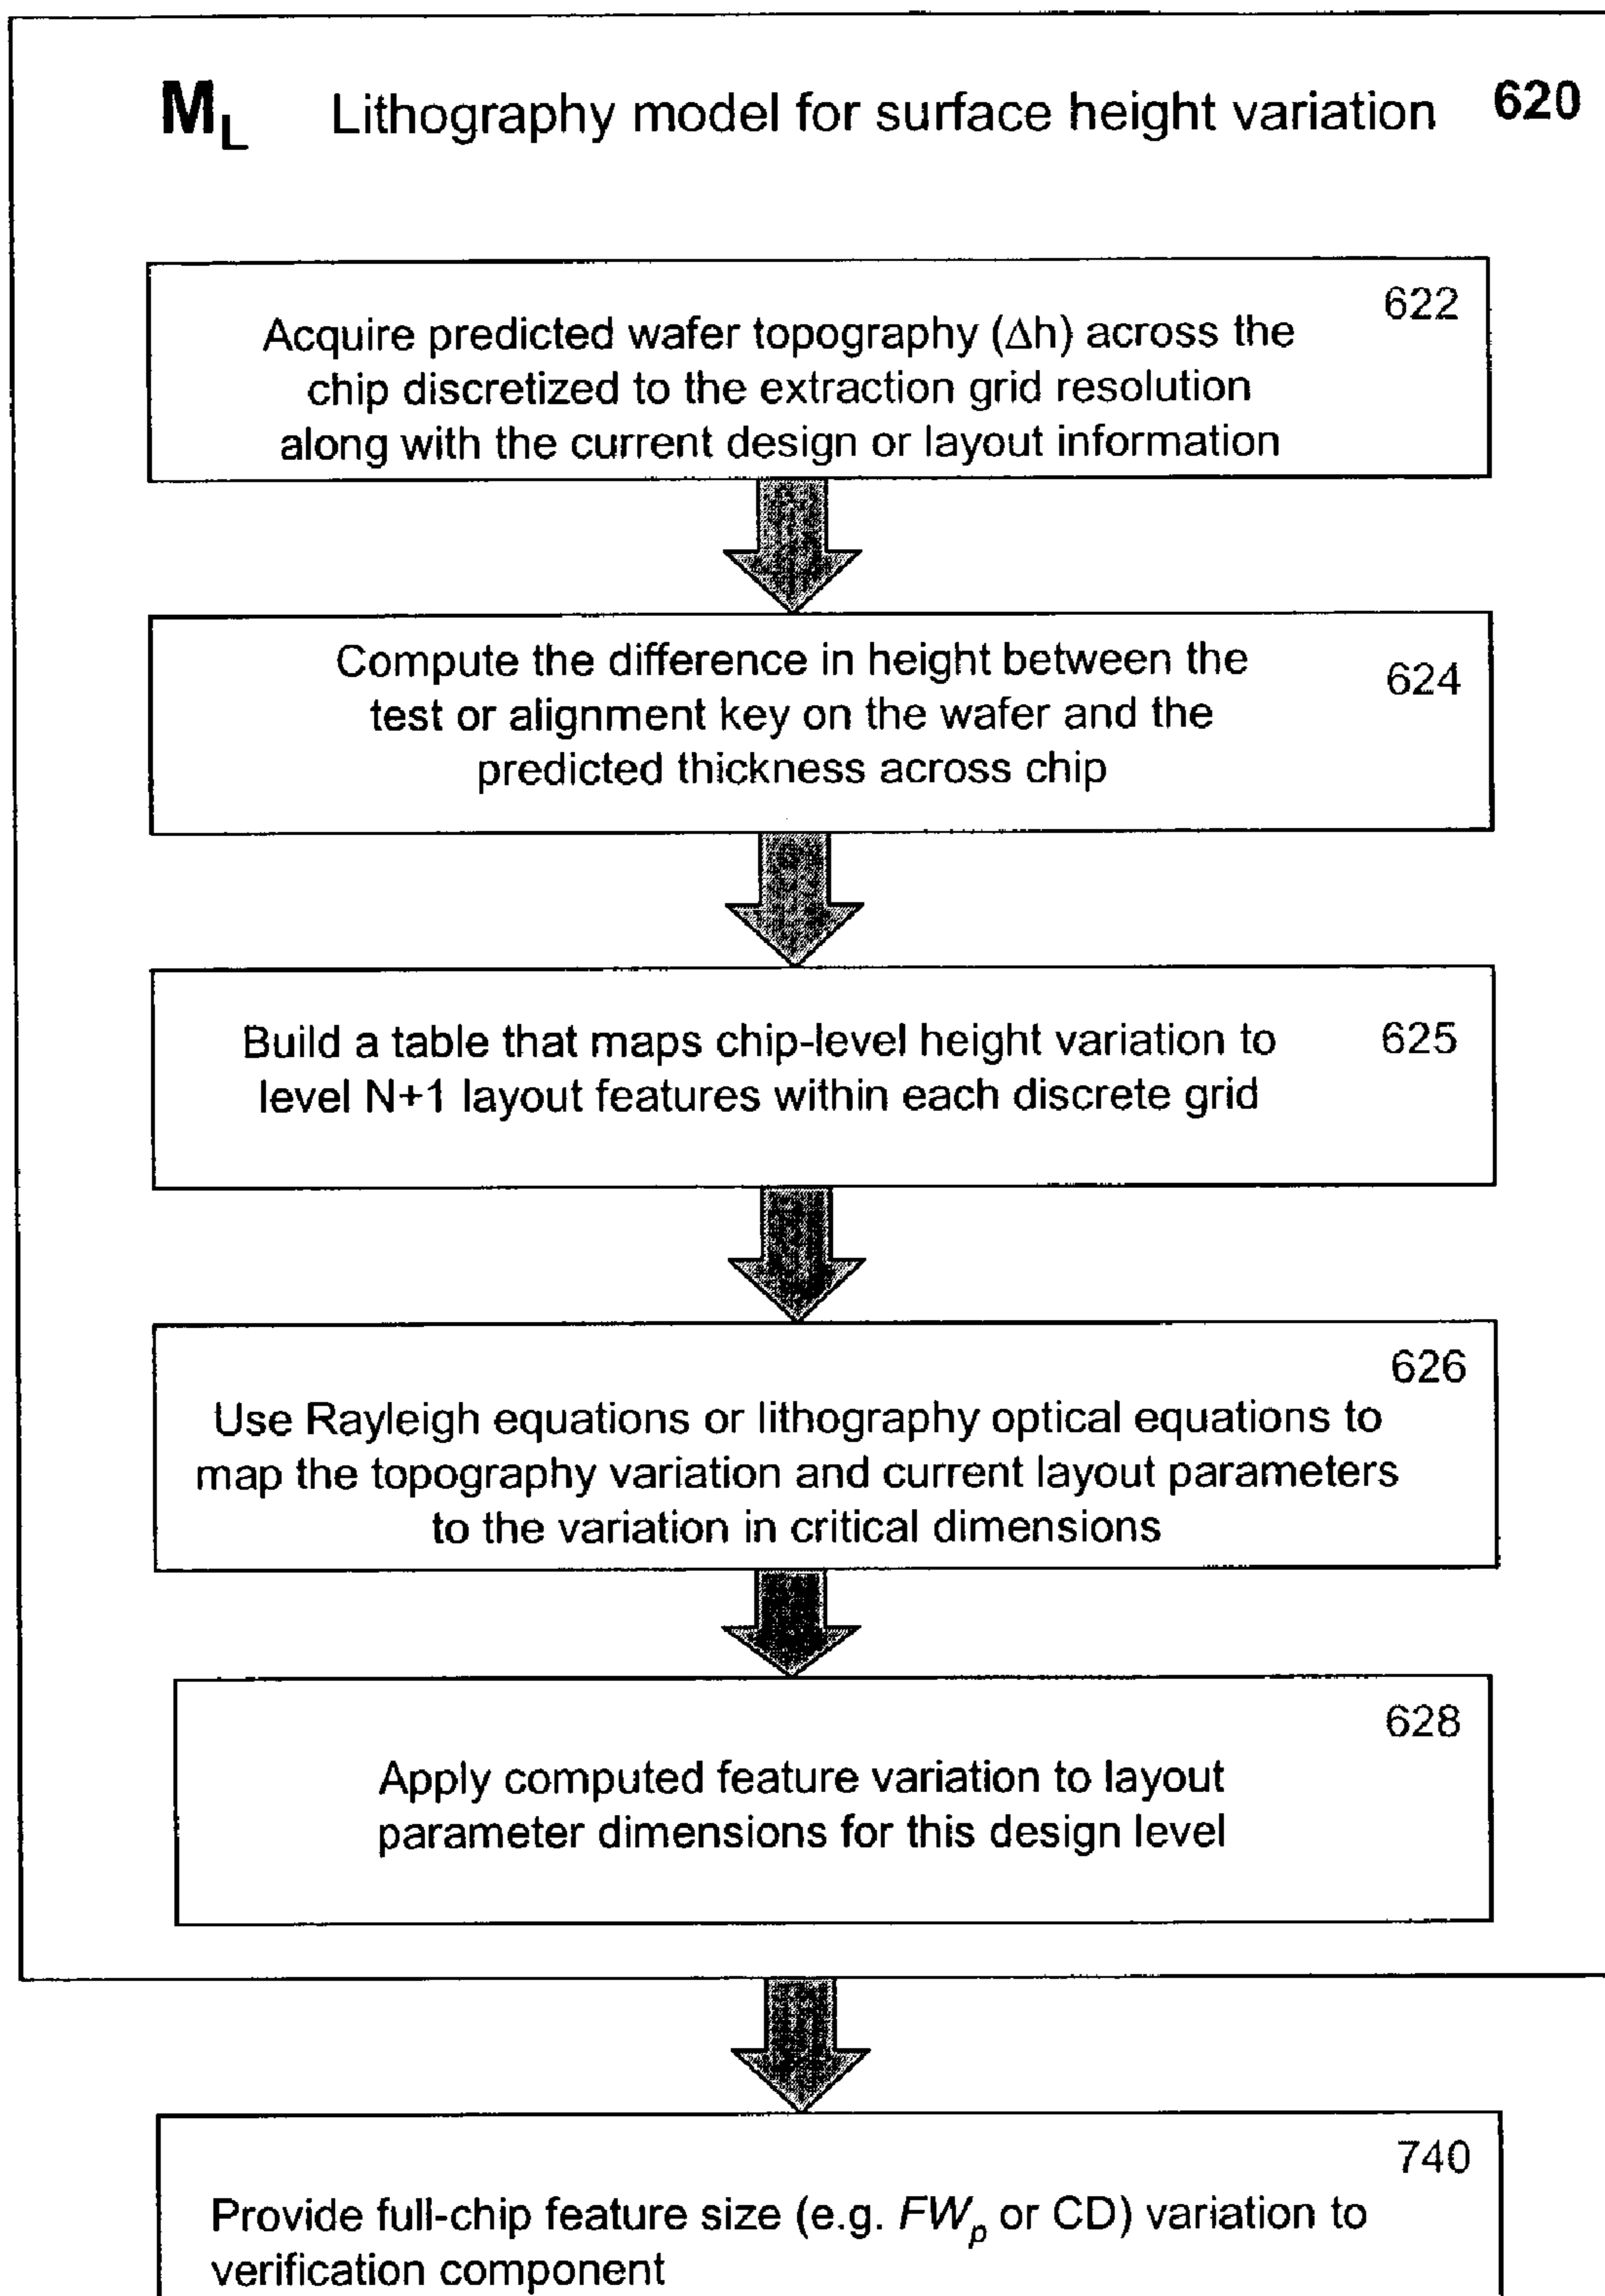 M_L Lithography model for surface height variation 620
622
Acquire predicted wafer topography (Δh) across the
chip discretized to the extraction grid resolution
along with the current design or layout information
Compute the difference in height between the
624
test or alignment key on the wafer and the
predicted thickness across chip
Build a table that maps chip-level height variation to 625
level N+1 layout features within each discrete grid
626
Use Rayleigh equations or lithography optical equations to
map the topography variation and current layout parameters
to the variation in critical dimensions
628
Apply computed feature variation to layout
parameter dimensions for this design level
740
Provide full-chip feature size (e.g. FW_p or CD) variation to
verification component